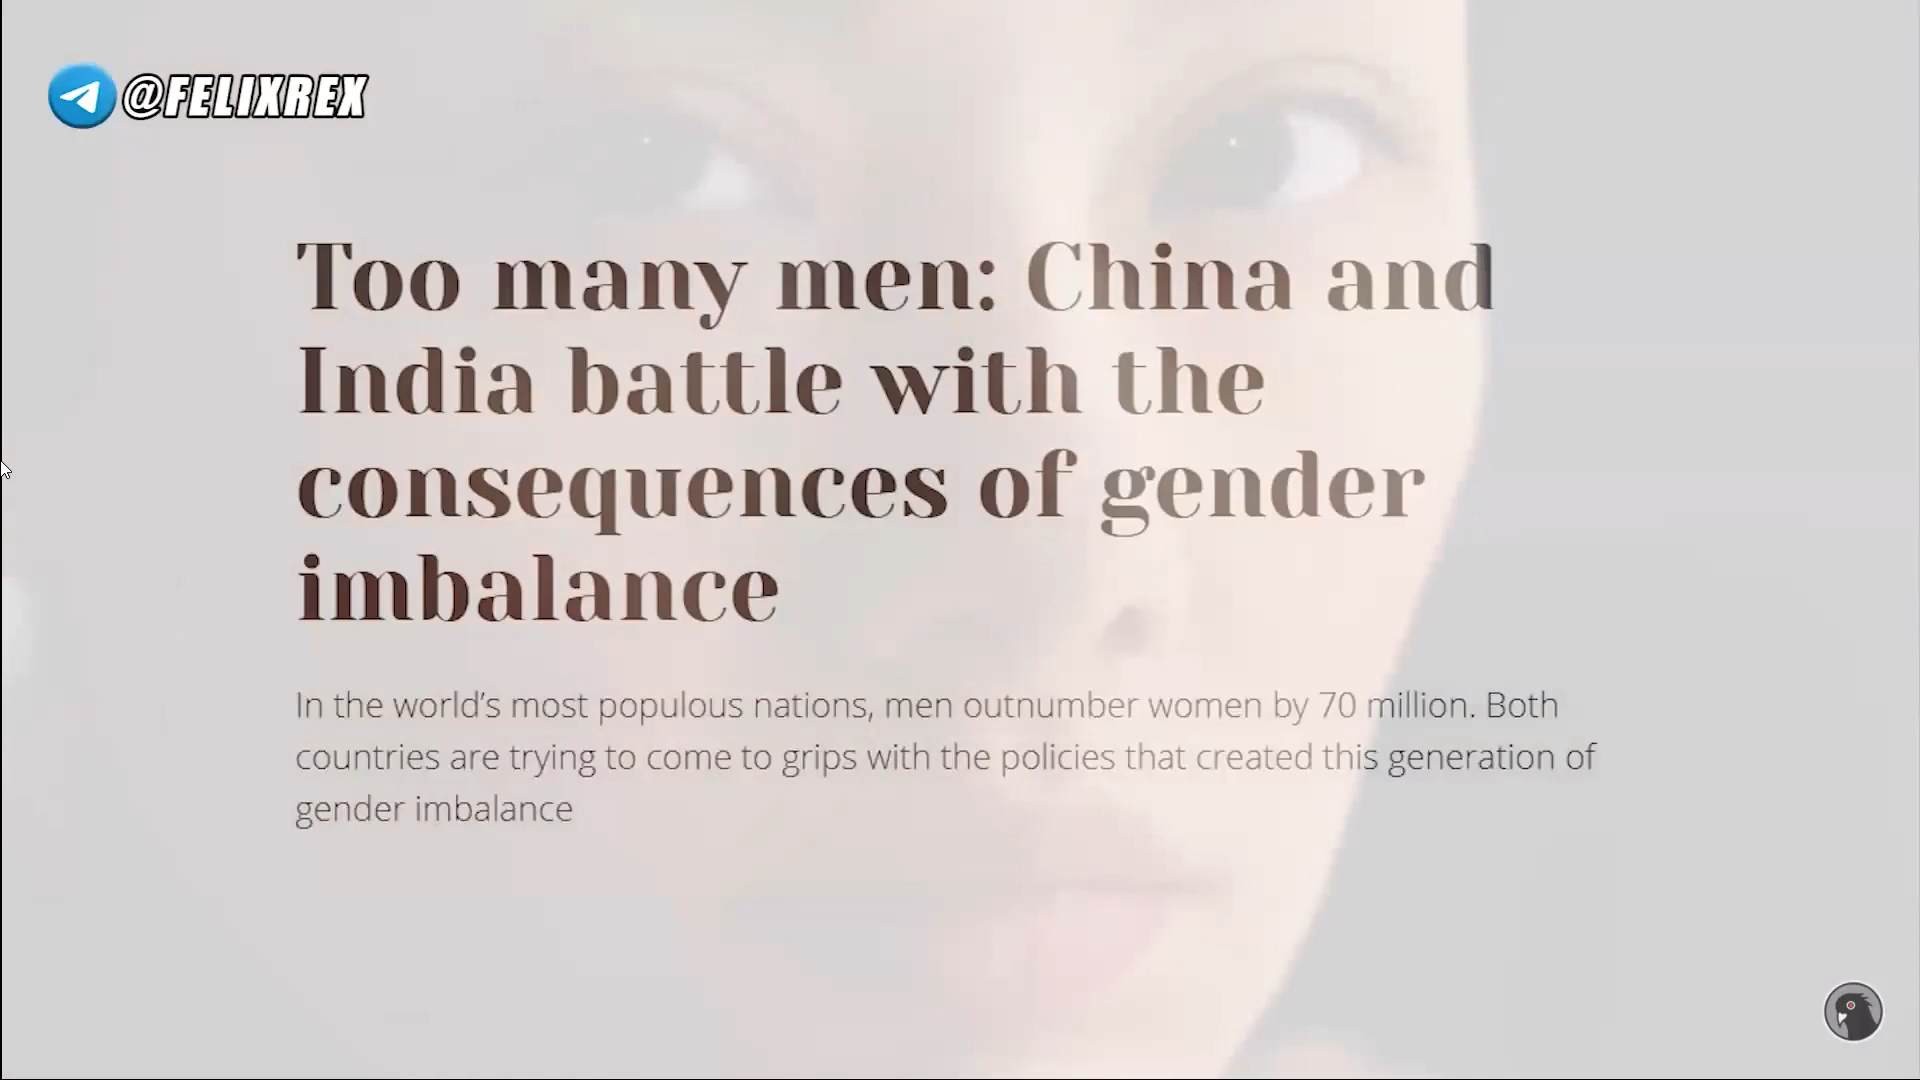 @FELIXREX
Too many men: China and
India battle with the
consequences of gender
imbalance
In the world’s most populous nations, men outnumber women by 70 million. Both
countries are trying to come to grips with the policies that created this generation of
gender imbalance